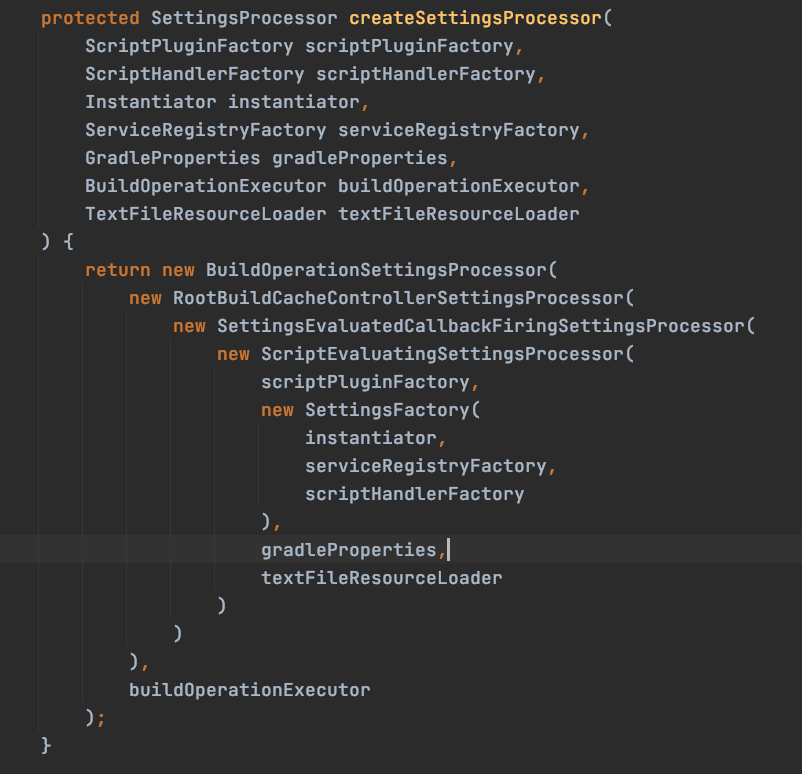 protected SettingsProcessor createSettingsProcessor(
    ScriptPluginFactory scriptPluginFactory,
    ScriptHandlerFactory scriptHandlerFactory,
    Instantiator instantiator,
    ServiceRegistryFactory serviceRegistryFactory,
    GradleProperties gradleProperties,
    BuildOperationExecutor buildOperationExecutor,
    TextFileResourceLoader textFileResourceLoader
) {
    return new BuildOperationSettingsProcessor(
        new RootBuildCacheControllerSettingsProcessor(
            new SettingsEvaluatedCallbackFiringSettingsProcessor(
                new ScriptEvaluatingSettingsProcessor(
                    scriptPluginFactory,
                    new SettingsFactory(
                        instantiator,
                        serviceRegistryFactory,
                        scriptHandlerFactory
                    ),
                    gradleProperties,
                    textFileResourceLoader
                )
            )
        ),
        buildOperationExecutor
    );
}